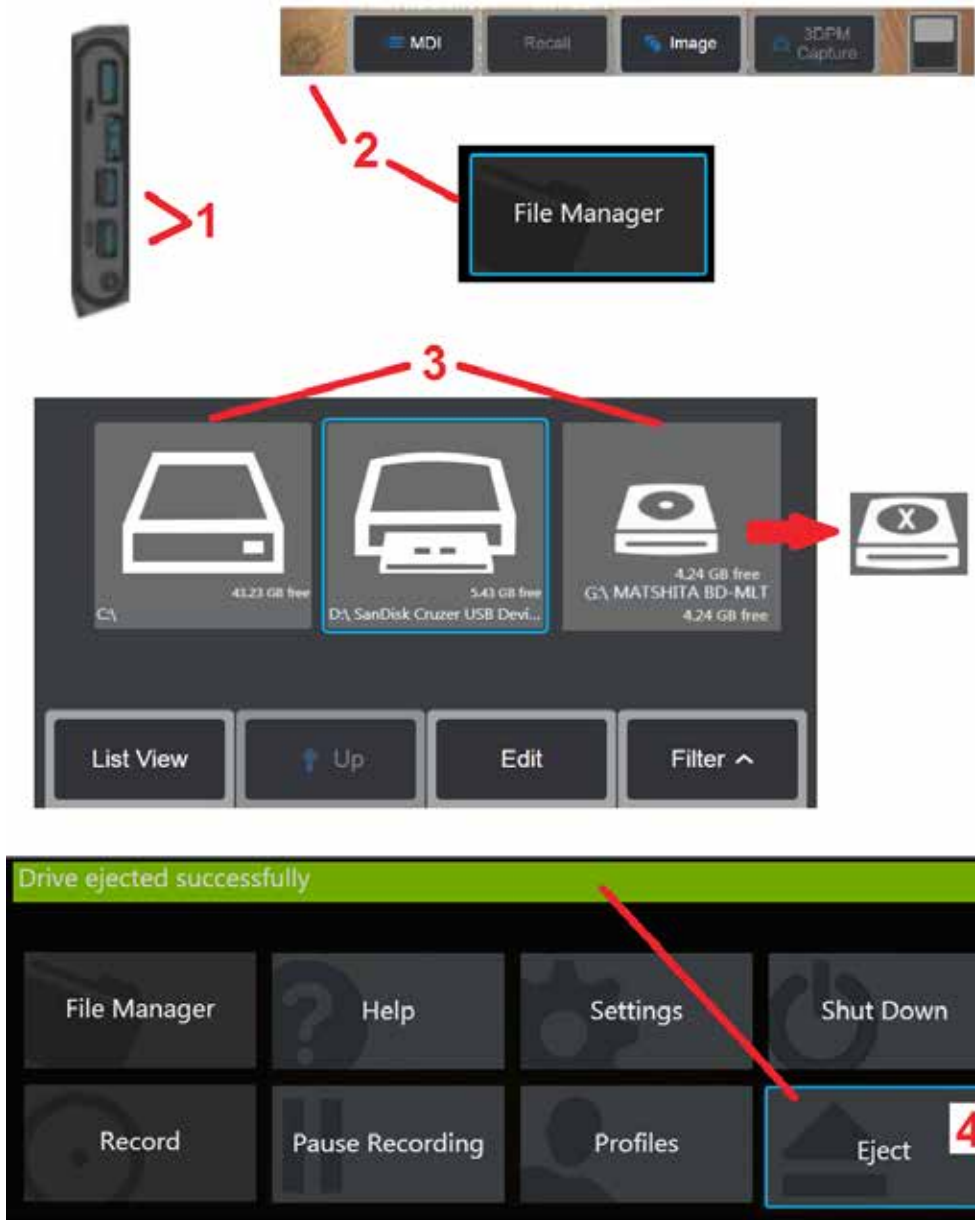 MDI
Recall
Image
3DPM
Capture
2
File Manager
1
3
43.23 GB free
C:\
5.43 GB free
D:\ SanDisk Cruzer USB Devi...
4.24 GB free
G:\ MATSHITA BD-MLT
4.24 GB free
X
List View
Up
Edit
Filter
Drive ejected successfully
File Manager
Help
Settings
Shut Down
Record
Pause Recording
Profiles
Eject
4